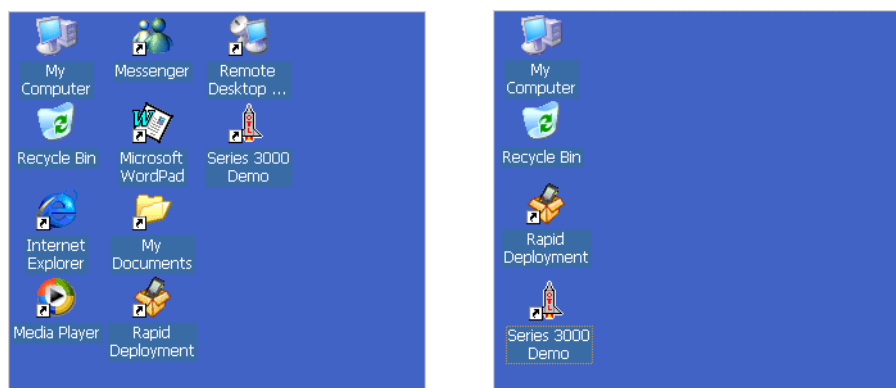 My
Computer
Messenger
Remote
Desktop ...
Recycle Bin
Microsoft
WordPad
Series 3000
Demo
Internet
Explorer
My
Documents
Media Player
Rapid
Deployment
My
Computer
Recycle Bin
Rapid
Deployment
Series 3000
Demo